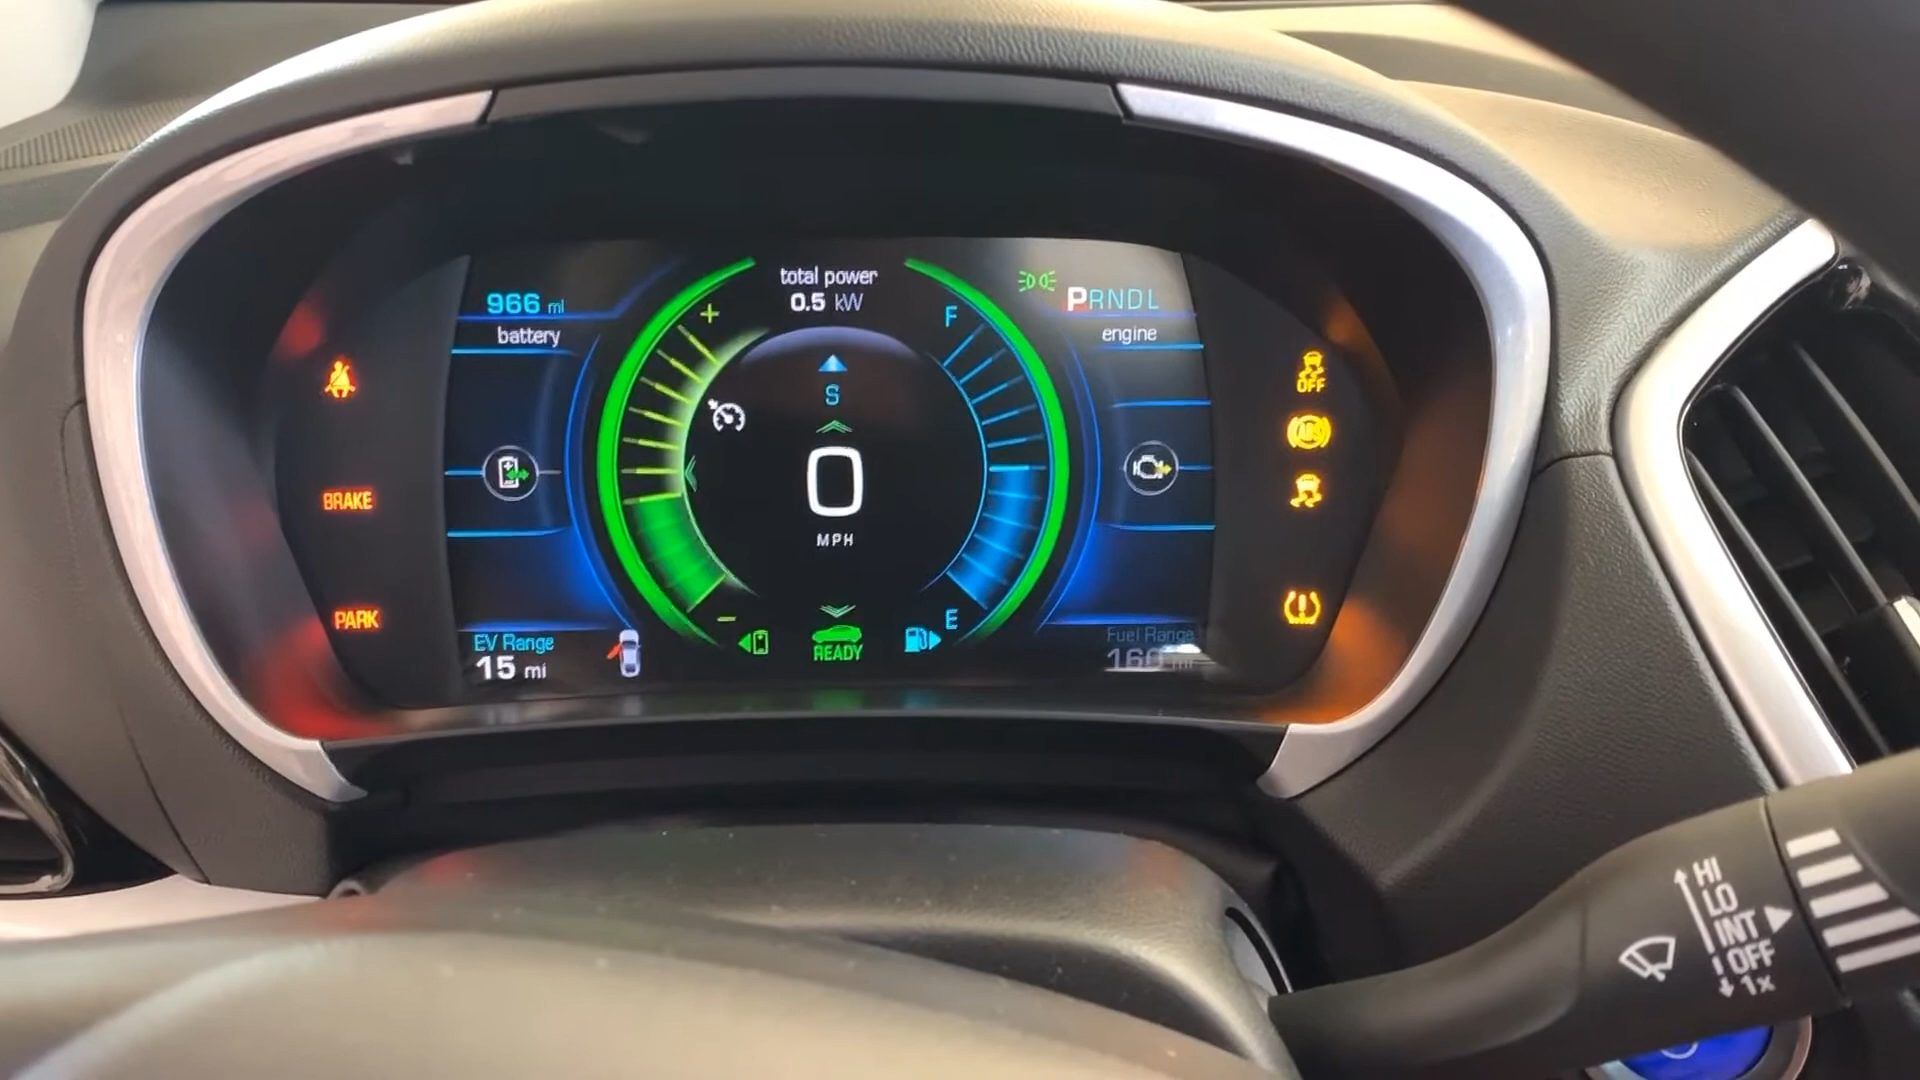 total power
0.5 kW
966 mi
battery
+
F
PRNDL
engine
S
OFF
ABS
0
MPH
BRAKE
PARK
EV Range
15 mi
−
E
READY
Fuel Range
HI
LO
INT
OFF
1x